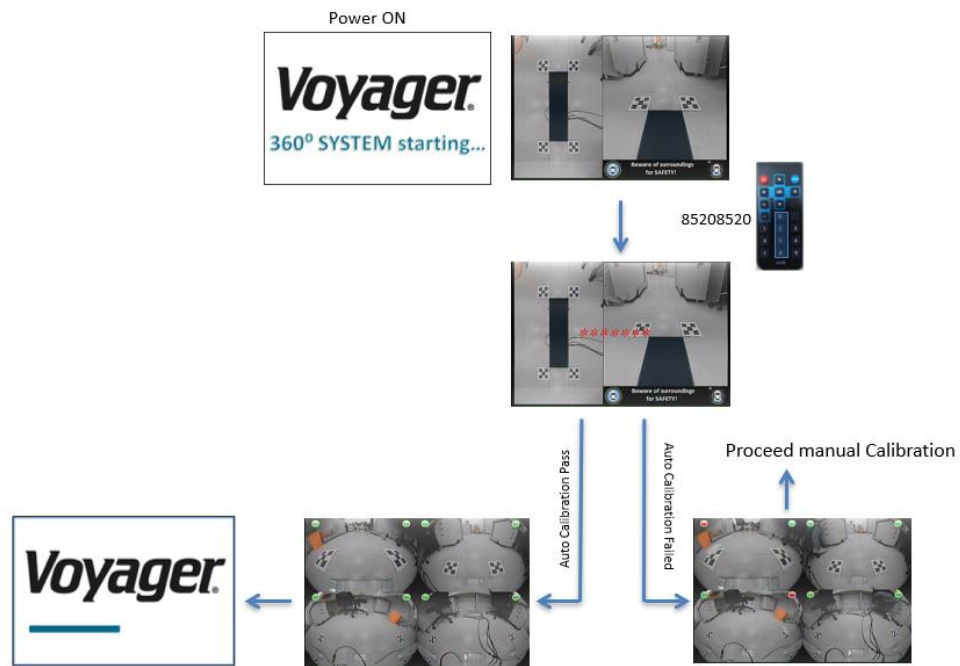 Power ON
Voyager®
360⁰ SYSTEM starting...
Beware of surroundings
for SAFETY!
85208520
*******
Beware of surroundings
for SAFETY!
Auto Calibration Pass
Auto Calibration Failed
Proceed manual Calibration
Voyager®